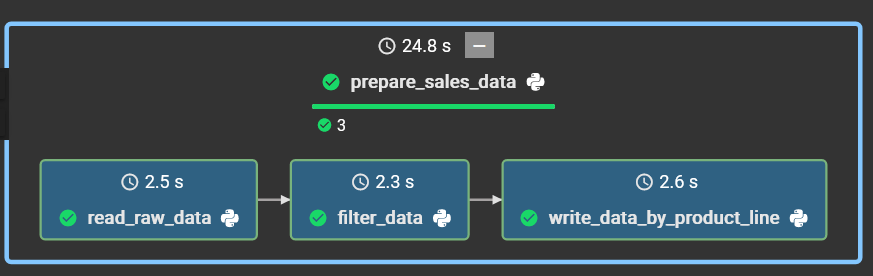 24.8 s
prepare_sales_data
3
2.5 s
read_raw_data
2.3 s
filter_data
2.6 s
write_data_by_product_line